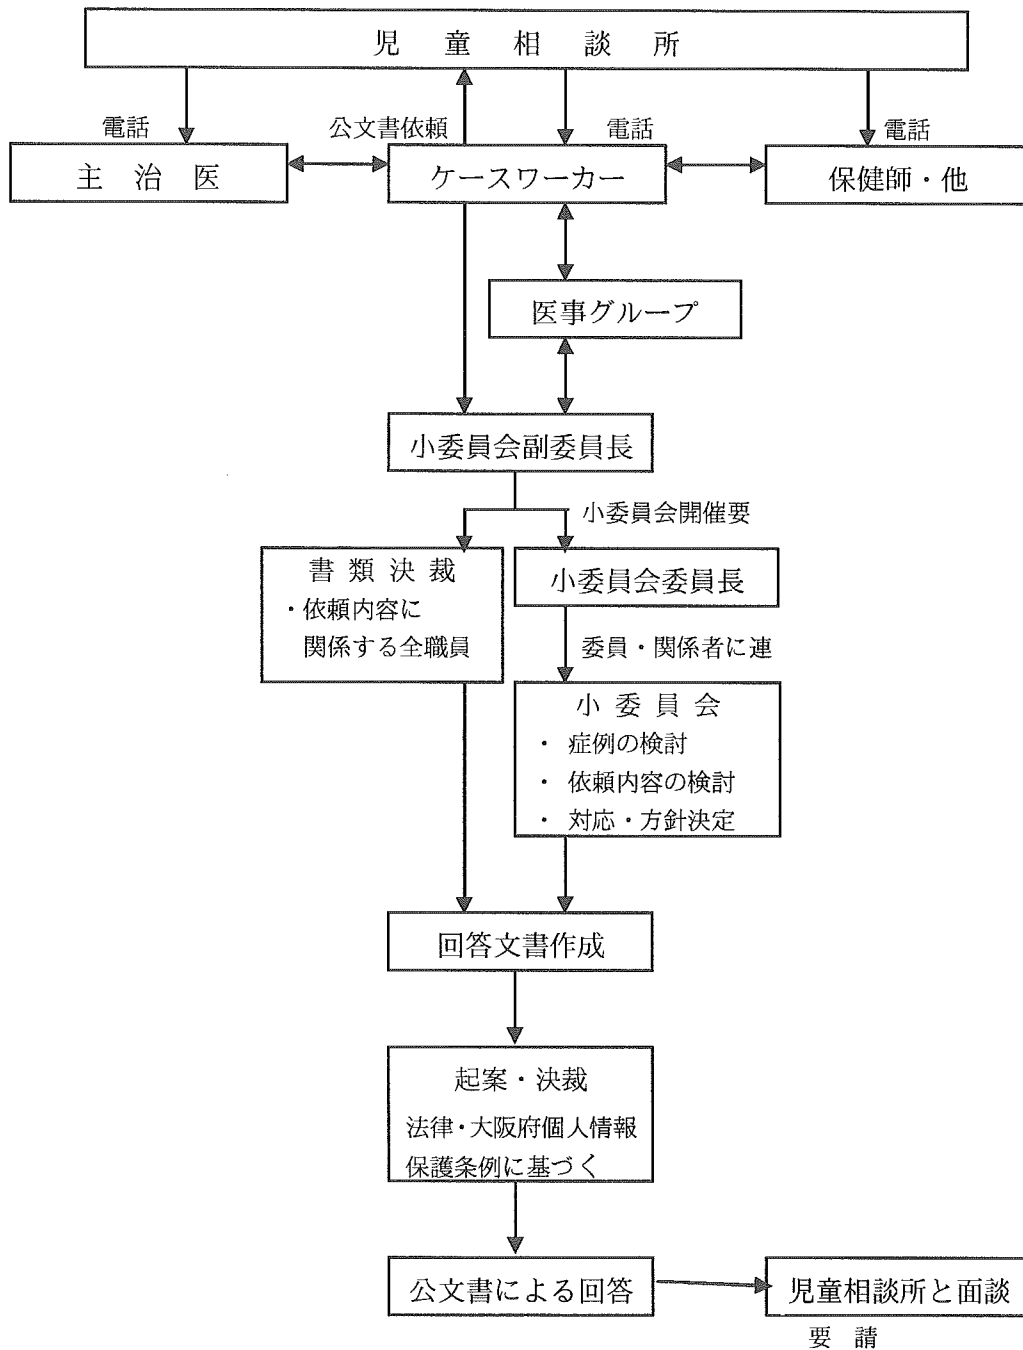 児童相談所
電話
公文書依頼
電話
電話
主治医
ケースワーカー
保健師・他
医事グループ
小委員会副委員長
小委員会開催要
書類決裁
・依頼内容に
関係する全職員
小委員会委員長
委員・関係者に連
小委員会
・ 症例の検討
・ 依頼内容の検討
・ 対応・方針決定
回答文書作成
起案・決裁
法律・大阪府個人情報
保護条例に基づく
公文書による回答
児童相談所と面談
要 請